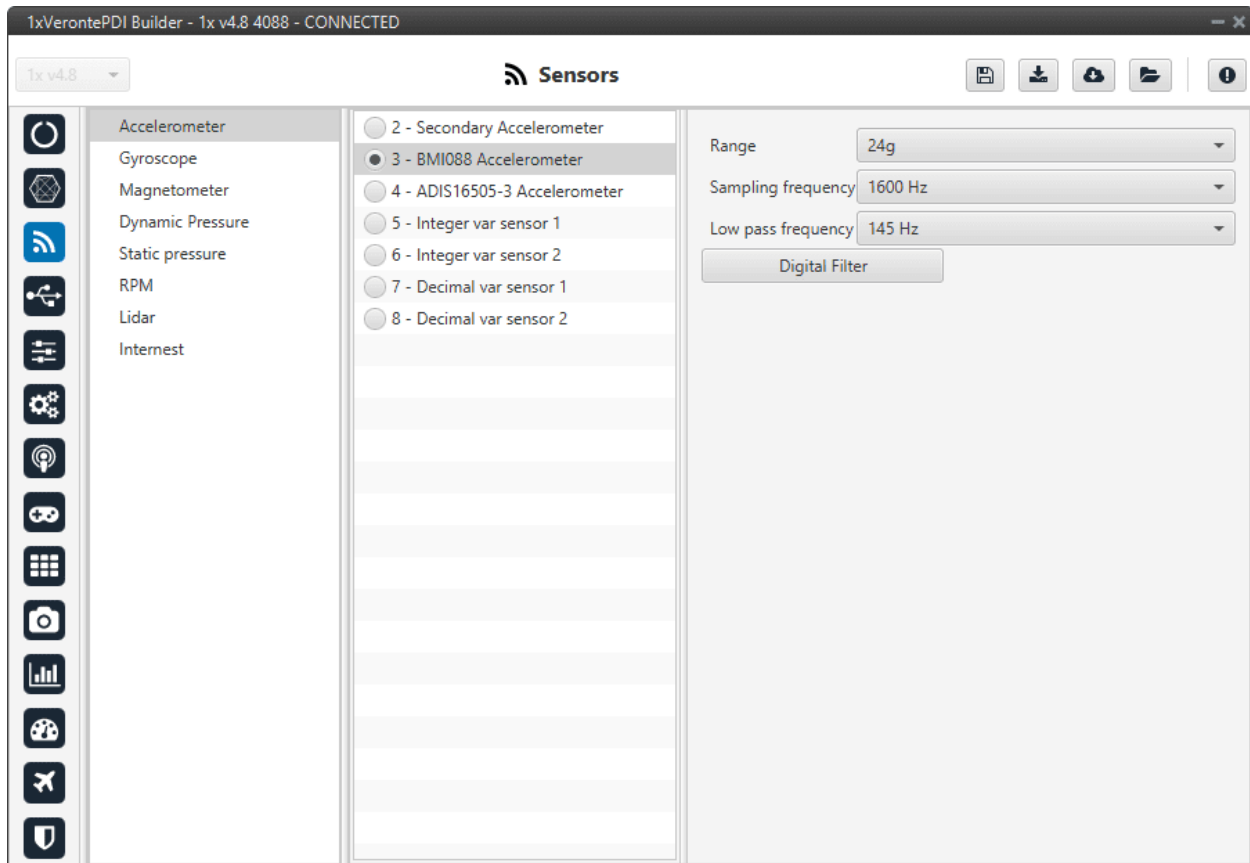 1xVerontePDI Builder - 1x v4.8 4088 - CONNECTED
1x v4.8
Sensors
Accelerometer
Gyroscope
Magnetometer
Dynamic Pressure
Static pressure
RPM
Lidar
Internest
2 - Secondary Accelerometer
3 - BMI088 Accelerometer
4 - ADIS16505-3 Accelerometer
5 - Integer var sensor 1
6 - Integer var sensor 2
7 - Decimal var sensor 1
8 - Decimal var sensor 2
Range 24g
Sampling frequency 1600 Hz
Low pass frequency 145 Hz
Digital Filter